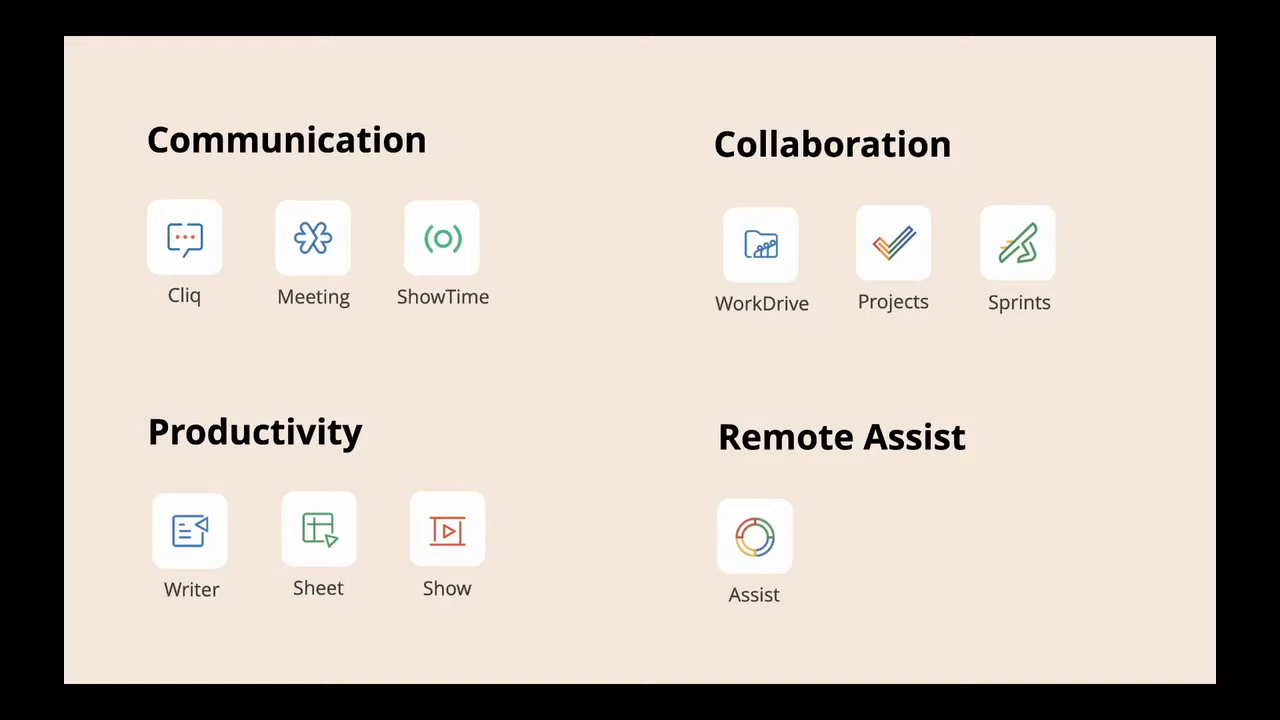 Communication
Cliq
Meeting
ShowTime
Collaboration
WorkDrive
Projects
Sprints
Productivity
Writer
Sheet
Show
Remote Assist
Assist